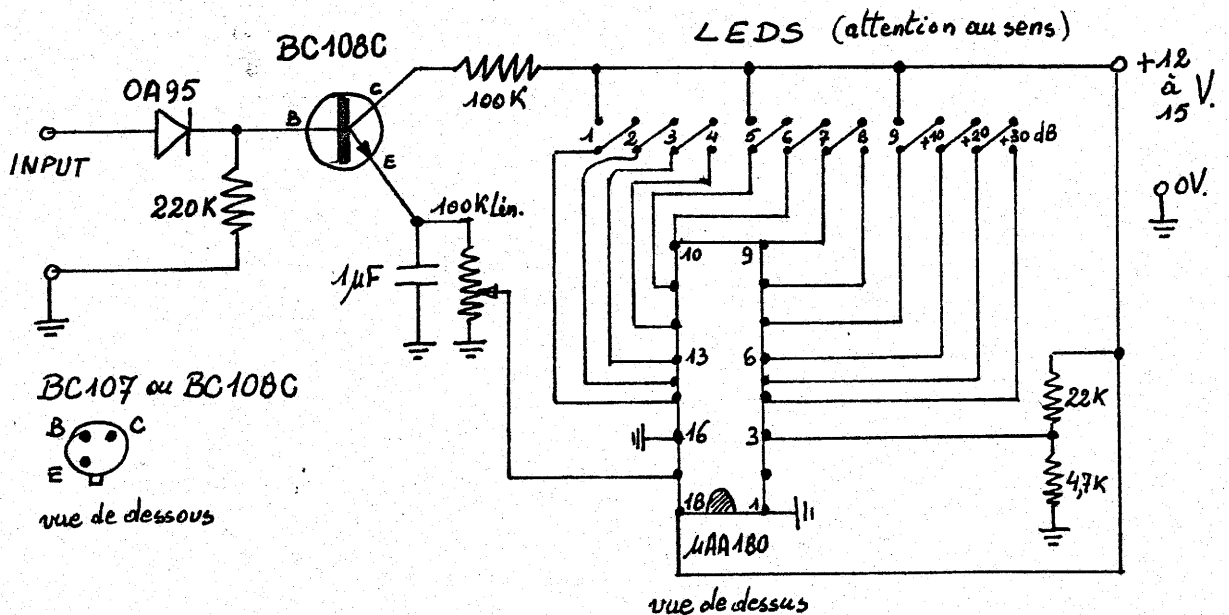 LEDS (attention au sens)
BC108C
OA95
B
C
E
100K
+12
à
15
V.
0V.
INPUT
220K
1 2 3 4 5 6 7 8 9 +10 +20 +30 dB
100K Lin.
1µF
10 9
13 6
16 3
18 1
22K
4,7K
µAA180
vue de dessus
BC107 ou BC108C
B C
E
vue de dessous